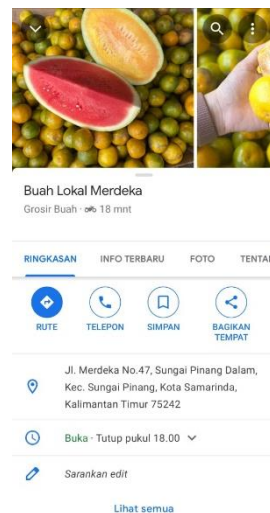 Buah Lokal Merdeka
Grosir Buah · 18 mnt
RINGKASAN INFO TERBARU FOTO TENTAN
RUTE TELEPON SIMPAN BAGIKAN TEMPAT
Jl. Merdeka No.47, Sungai Pinang Dalam,
Kec. Sungai Pinang, Kota Samarinda,
Kalimantan Timur 75242
Buka · Tutup pukul 18.00
Sarankan edit
Lihat semua